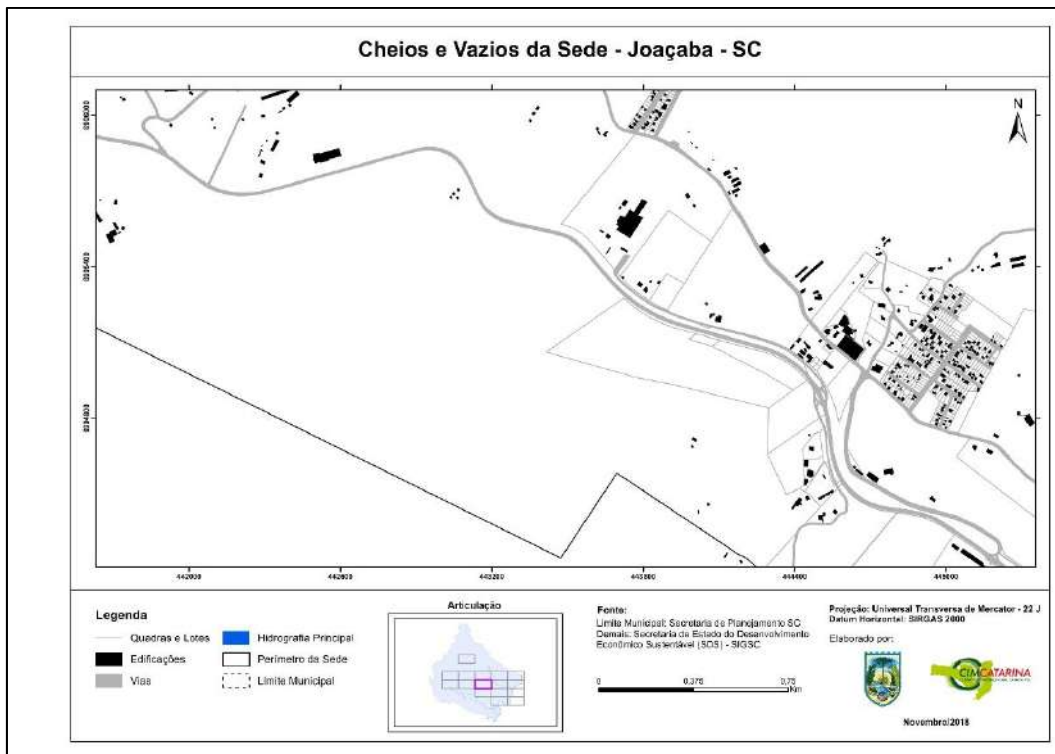 Cheios e Vazios da Sede - Joaçaba - SC
N
442000
442600
443200
443800
444400
445000
Legenda
Quadras e Lotes
Edificações
Vias
Hidrografia Principal
Perímetro da Sede
Limite Municipal
Articulação
Fonte:
Limite Municipal: Secretaria de Planejamento SC
Demais: Secretaria de Estado do Desenvolvimento
Econômico Sustentável (SDS) - SIGSC
0 0,375 0,75
Km
Projeção: Universal Transversa de Mercator - 22 J
Datum Horizontal: SIRGAS 2000
Elaborado por:
CIMCATARINA
Novembro/2018